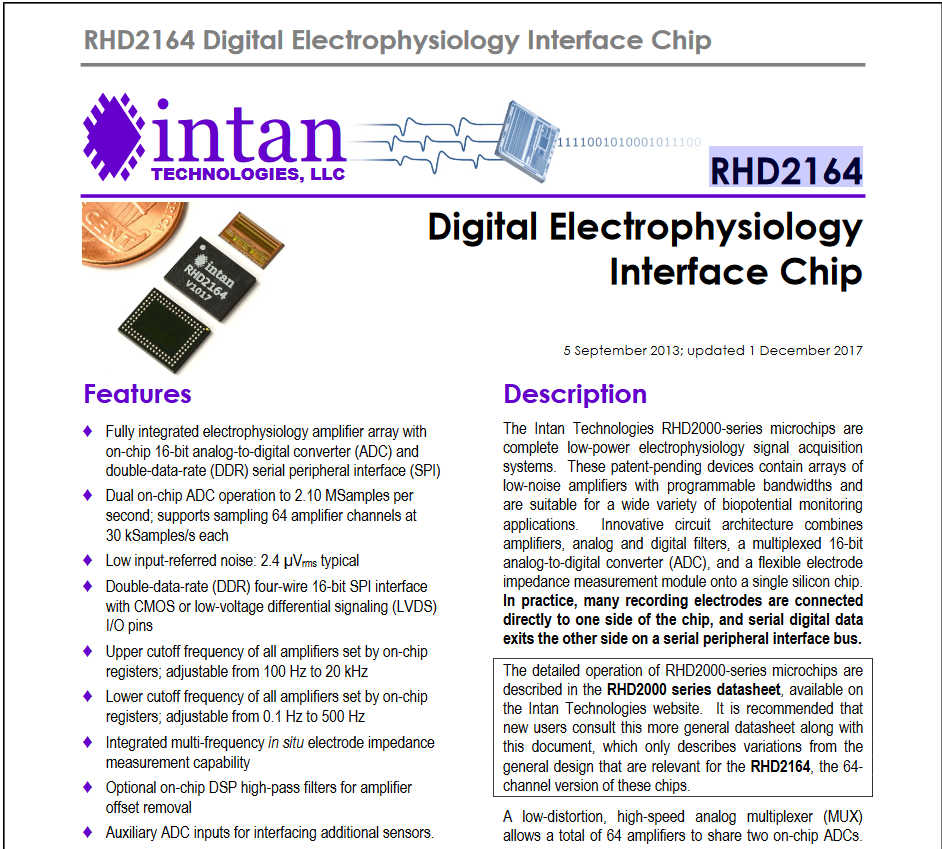 RHD2164 Digital Electrophysiology Interface Chip
intan
TECHNOLOGIES, LLC
1111001010001011100
RHD2164
CENT
intan
RHD2164
V1017
Digital Electrophysiology
Interface Chip
5 September 2013; updated 1 December 2017
Features
♦ Fully integrated electrophysiology amplifier array with
on-chip 16-bit analog-to-digital converter (ADC) and
double-data-rate (DDR) serial peripheral interface (SPI)
♦ Dual on-chip ADC operation to 2.10 MSamples per
second; supports sampling 64 amplifier channels at
30 kSamples/s each
♦ Low input-referred noise: 2.4 µVrms typical
♦ Double-data-rate (DDR) four-wire 16-bit SPI interface
with CMOS or low-voltage differential signaling (LVDS)
I/O pins
♦ Upper cutoff frequency of all amplifiers set by on-chip
registers; adjustable from 100 Hz to 20 kHz
♦ Lower cutoff frequency of all amplifiers set by on-chip
registers; adjustable from 0.1 Hz to 500 Hz
♦ Integrated multi-frequency in situ electrode impedance
measurement capability
♦ Optional on-chip DSP high-pass filters for amplifier
offset removal
♦ Auxiliary ADC inputs for interfacing additional sensors.
Description
The Intan Technologies RHD2000-series microchips are
complete low-power electrophysiology signal acquisition
systems. These patent-pending devices contain arrays of
low-noise amplifiers with programmable bandwidths and
are suitable for a wide variety of biopotential monitoring
applications. Innovative circuit architecture combines
amplifiers, analog and digital filters, a multiplexed 16-bit
analog-to-digital converter (ADC), and a flexible electrode
impedance measurement module onto a single silicon chip.
In practice, many recording electrodes are connected
directly to one side of the chip, and serial digital data
exits the other side on a serial peripheral interface bus.
The detailed operation of RHD2000-series microchips are
described in the RHD2000 series datasheet, available on
the Intan Technologies website. It is recommended that
new users consult this more general datasheet along with
this document, which only describes variations from the
general design that are relevant for the RHD2164, the 64-
channel version of these chips.
A low-distortion, high-speed analog multiplexer (MUX)
allows a total of 64 amplifiers to share two on-chip ADCs.